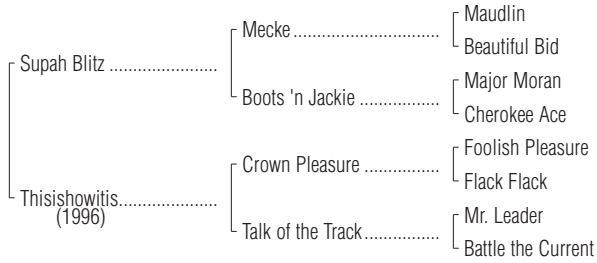 Maudlin
Mecke
Beautiful Bid
Supah Blitz
Major Moran
Boots 'n Jackie
Cherokee Ace
Foolish Pleasure
Crown Pleasure
Flack Flack
Thisishowitis
(1996)
Mr. Leader
Talk of the Track
Battle the Current